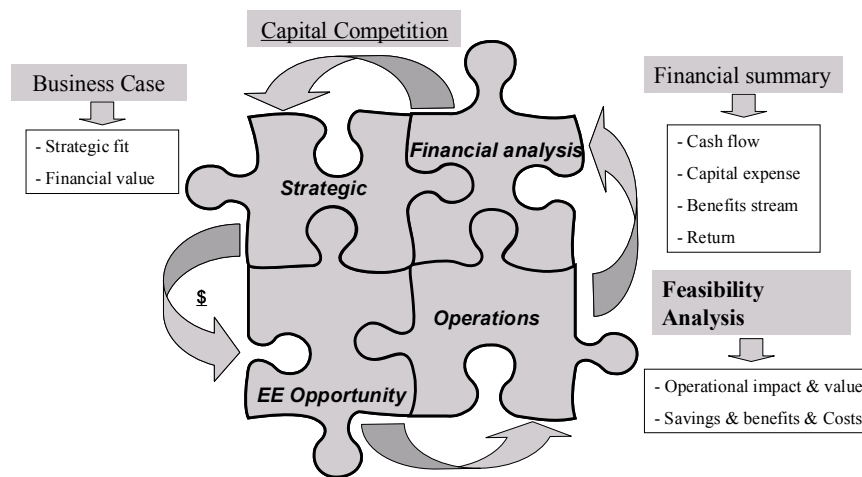 Capital Competition
Business Case
- Strategic fit
- Financial value
Financial summary
- Cash flow
- Capital expense
- Benefits stream
- Return
Financial analysis
Strategic
$
Operations
EE Opportunity
Feasibility
Analysis
- Operational impact & value
- Savings & benefits & Costs